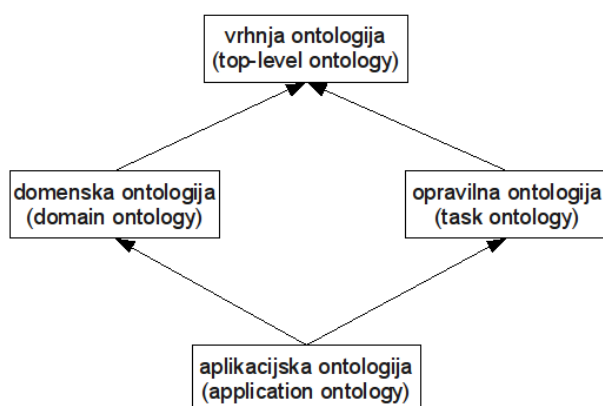 vrhnja ontologija
(top-level ontology)
domenska ontologija
(domain ontology)
opravilna ontologija
(task ontology)
aplikacijska ontologija
(application ontology)